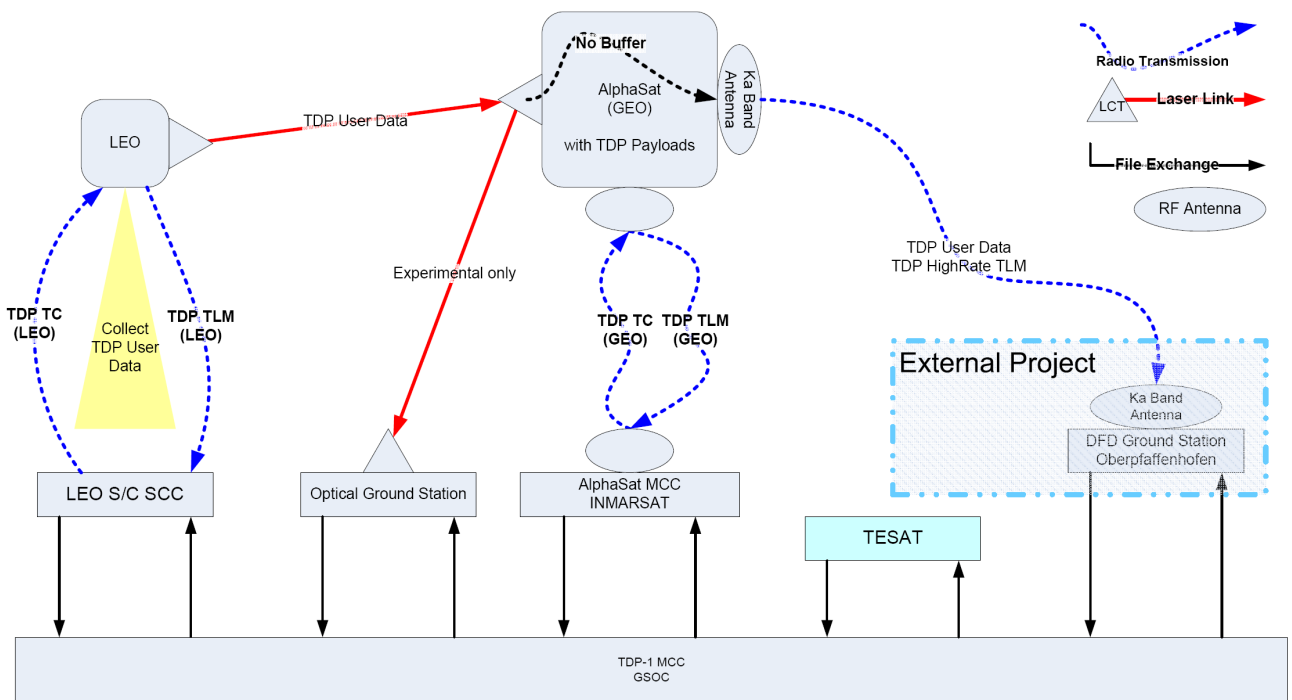 No Buffer
AlphaSat
(GEO)
with TDP Payloads
Ka Band
Antenna
Radio Transmission
LCT
Laser Link
File Exchange
RF Antenna
LEO
TDP User Data
TDP User Data
TDP HighRate TLM
Experimental only
TDP TC
(LEO)
Collect
TDP User
Data
TDP TLM
(LEO)
TDP TC
(GEO)
TDP TLM
(GEO)
External Project
Ka Band
Antenna
DFD Ground Station
Oberpfaffenhofen
LEO S/C SCC
Optical Ground Station
AlphaSat MCC
INMARSAT
TESAT
TDP-1 MCC
GSOC